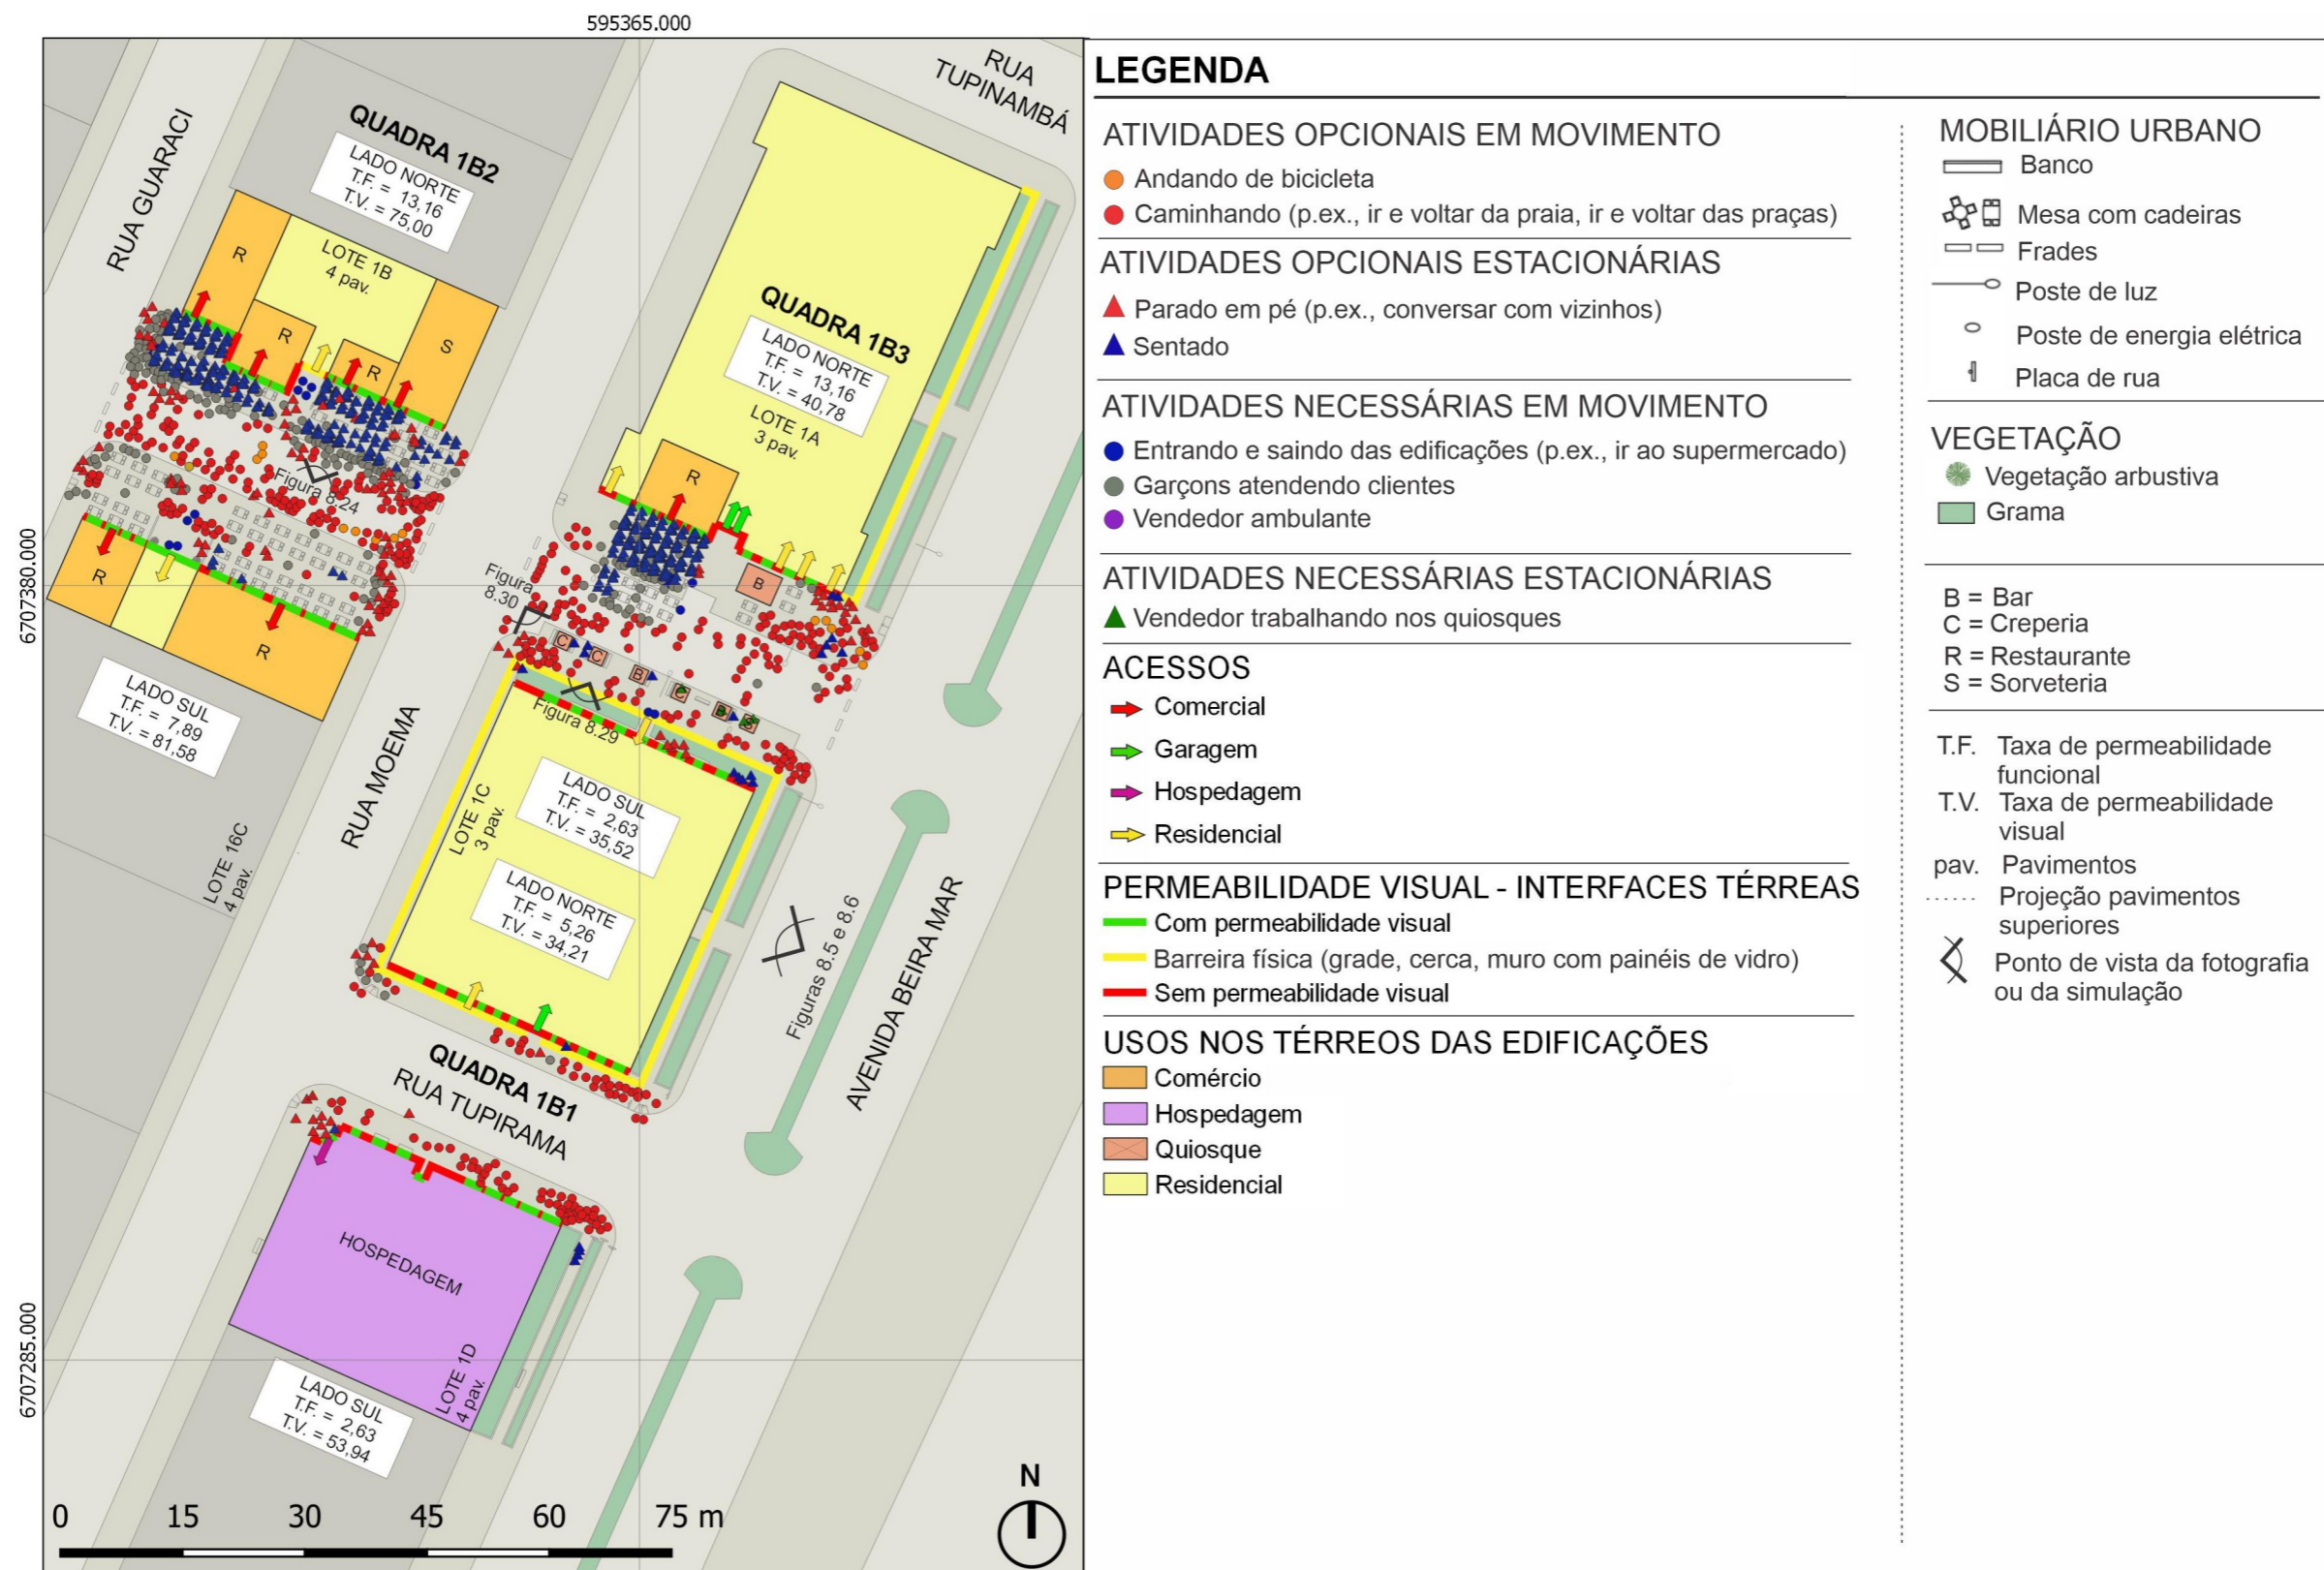 595365.000
6707380.000
6707285.000
RUA GUARACI
QUADRA 1B2
LADO NORTE
T.F. = 13,16
T.V. = 75,00
RUA
TUPINAMBÁ
R
LOTE 1B
4 pav.
R
R
S
QUADRA 1B3
LADO NORTE
T.F. = 13,16
T.V. = 40,78
LOTE 1A
3 pav.
R
B
Figura 8.24
R
R
Figura
8.30
C
C
B
C
B
S
LADO SUL
T.F. = 7,89
T.V. = 81,58
RUA MOEMA
Figura 8.29
LOTE 1C
3 pav.
LADO SUL
T.F. = 2,63
T.V. = 35,52
LADO NORTE
T.F. = 5,26
T.V. = 34,21
LOTE 16C
4 pav.
Figuras 8.5 e 8.6
AVENIDA BEIRA MAR
QUADRA 1B1
RUA TUPIRAMA
HOSPEDAGEM
LOTE 1D
4 pav.
LADO SUL
T.F. = 2,63
T.V. = 53,94
N
0 15 30 45 60 75 m
LEGENDA
ATIVIDADES OPCIONAIS EM MOVIMENTO
Andando de bicicleta
Caminhando (p.ex., ir e voltar da praia, ir e voltar das praças)
ATIVIDADES OPCIONAIS ESTACIONÁRIAS
Parado em pé (p.ex., conversar com vizinhos)
Sentado
ATIVIDADES NECESSÁRIAS EM MOVIMENTO
Entrando e saindo das edificações (p.ex., ir ao supermercado)
Garçons atendendo clientes
Vendedor ambulante
ATIVIDADES NECESSÁRIAS ESTACIONÁRIAS
Vendedor trabalhando nos quiosques
ACESSOS
Comercial
Garagem
Hospedagem
Residencial
PERMEABILIDADE VISUAL - INTERFACES TÉRREAS
Com permeabilidade visual
Barreira física (grade, cerca, muro com painéis de vidro)
Sem permeabilidade visual
USOS NOS TÉRREOS DAS EDIFICAÇÕES
Comércio
Hospedagem
Quiosque
Residencial
MOBILIÁRIO URBANO
Banco
Mesa com cadeiras
Frades
Poste de luz
Poste de energia elétrica
Placa de rua
VEGETAÇÃO
Vegetação arbustiva
Grama
B = Bar
C = Creperia
R = Restaurante
S = Sorveteria
T.F. Taxa de permeabilidade
funcional
T.V. Taxa de permeabilidade
visual
pav. Pavimentos
Projeção pavimentos
superiores
Ponto de vista da fotografia
ou da simulação